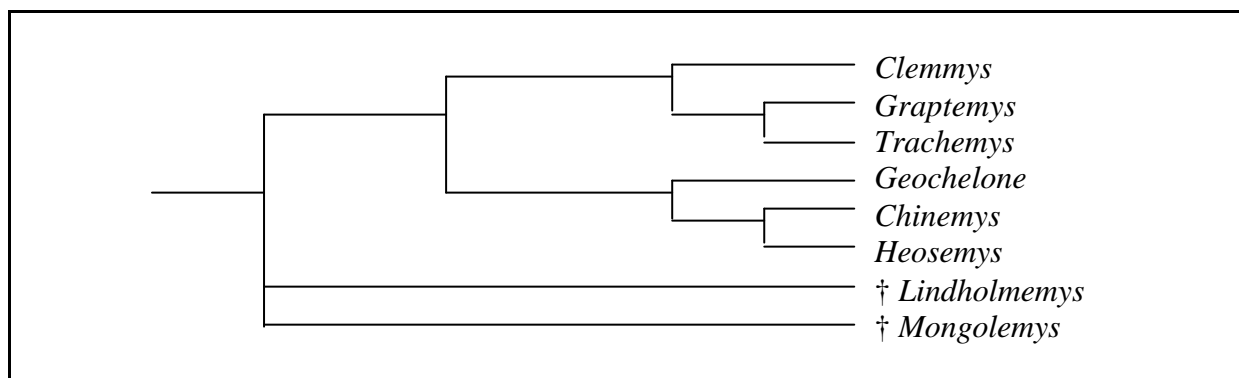 Clemmys
Graptemys
Trachemys
Geochelone
Chinemys
Heosemys
† Lindholmemys
† Mongolemys